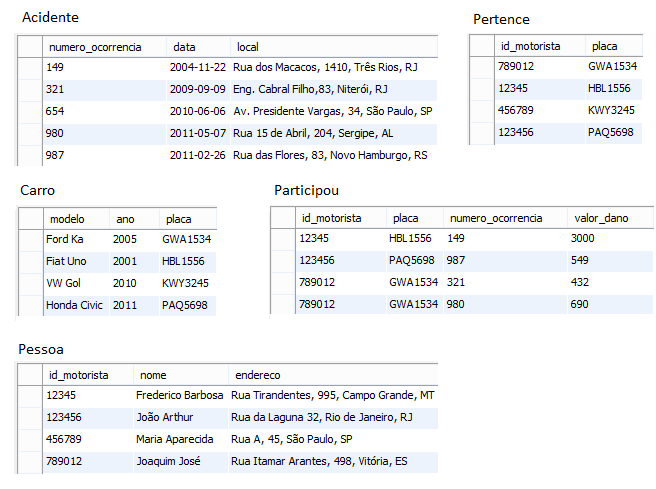 Acidente
numero_ocorrencia data local
149 2004-11-22 Rua dos Macacos, 1410, Três Rios, RJ
321 2009-09-09 Eng. Cabral Filho,83, Niterói, RJ
654 2010-06-06 Av. Presidente Vargas, 34, São Paulo, SP
980 2011-05-07 Rua 15 de Abril, 204, Sergipe, AL
987 2011-02-26 Rua das Flores, 83, Novo Hamburgo, RS
Pertence
id_motorista placa
789012 GWA1534
12345 HBL1556
456789 KWY3245
123456 PAQ5698
Carro
modelo ano placa
Ford Ka 2005 GWA1534
Fiat Uno 2001 HBL1556
VW Gol 2010 KWY3245
Honda Civic 2011 PAQ5698
Participou
id_motorista placa numero_ocorrencia valor_dano
12345 HBL1556 149 3000
123456 PAQ5698 987 549
789012 GWA1534 321 432
789012 GWA1534 980 690
Pessoa
id_motorista nome endereco
12345 Frederico Barbosa Rua Tirandentes, 995, Campo Grande, MT
123456 João Arthur Rua da Laguna 32, Rio de Janeiro, RJ
456789 Maria Aparecida Rua A, 45, São Paulo, SP
789012 Joaquim José Rua Itamar Arantes, 498, Vitória, ES